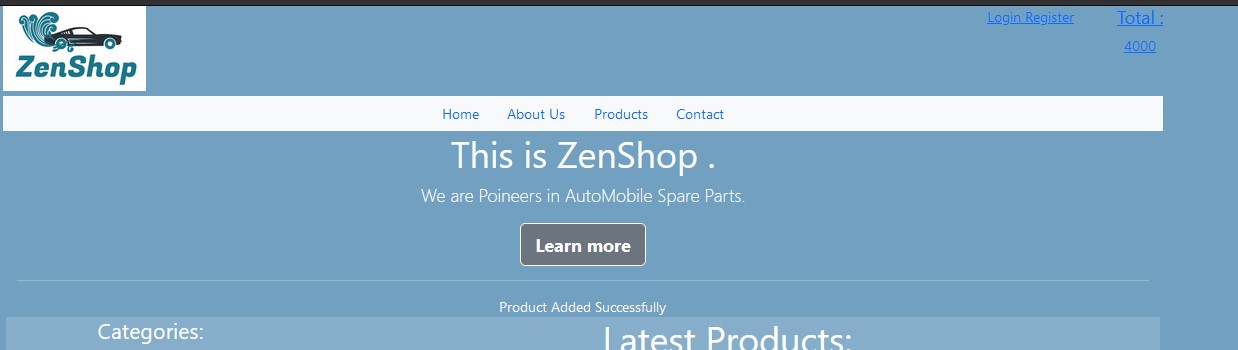 ZenShop
Login Register
Total :
4000
Home About Us Products Contact
This is ZenShop .
We are Poineers in AutoMobile Spare Parts.
Learn more
Product Added Successfully
Categories:
Latest Products: